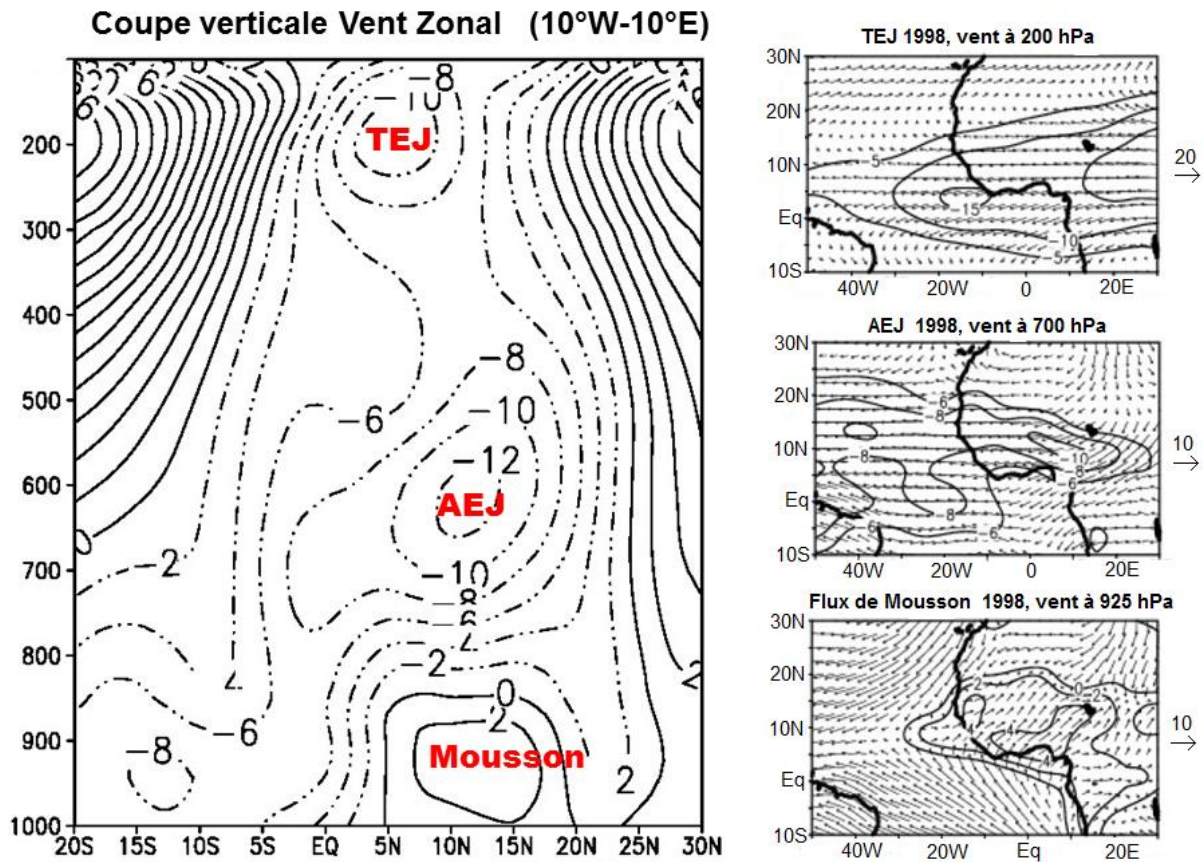 Coupe verticale Vent Zonal (10°W-10°E)
6
6
-8
-10
TEJ
200
300
400
-8
500
-6
-10
-12
600
AEJ
0
700
-2
-10
-8
-6
800
-2
-6
0
2
900
-8
Mousson
2
1000
20S 15S 10S 5S EQ 5N 10N 15N 20N 25N 30N
TEJ 1998, vent à 200 hPa
30N
20N
10N
Eq
10S
-5
-15
-10
-5
40W 20W 0 20E
20
AEJ 1998, vent à 700 hPa
30N
20N
10N
Eq
10S
-6
-8
-10
-8
-8
6
8
-6
-6
40W 20W 0 20E
10
Flux de Mousson 1998, vent à 925 hPa
30N
20N
10N
Eq
10S
2
0
-2
4
4
4
40W 20W Eq 20E
10